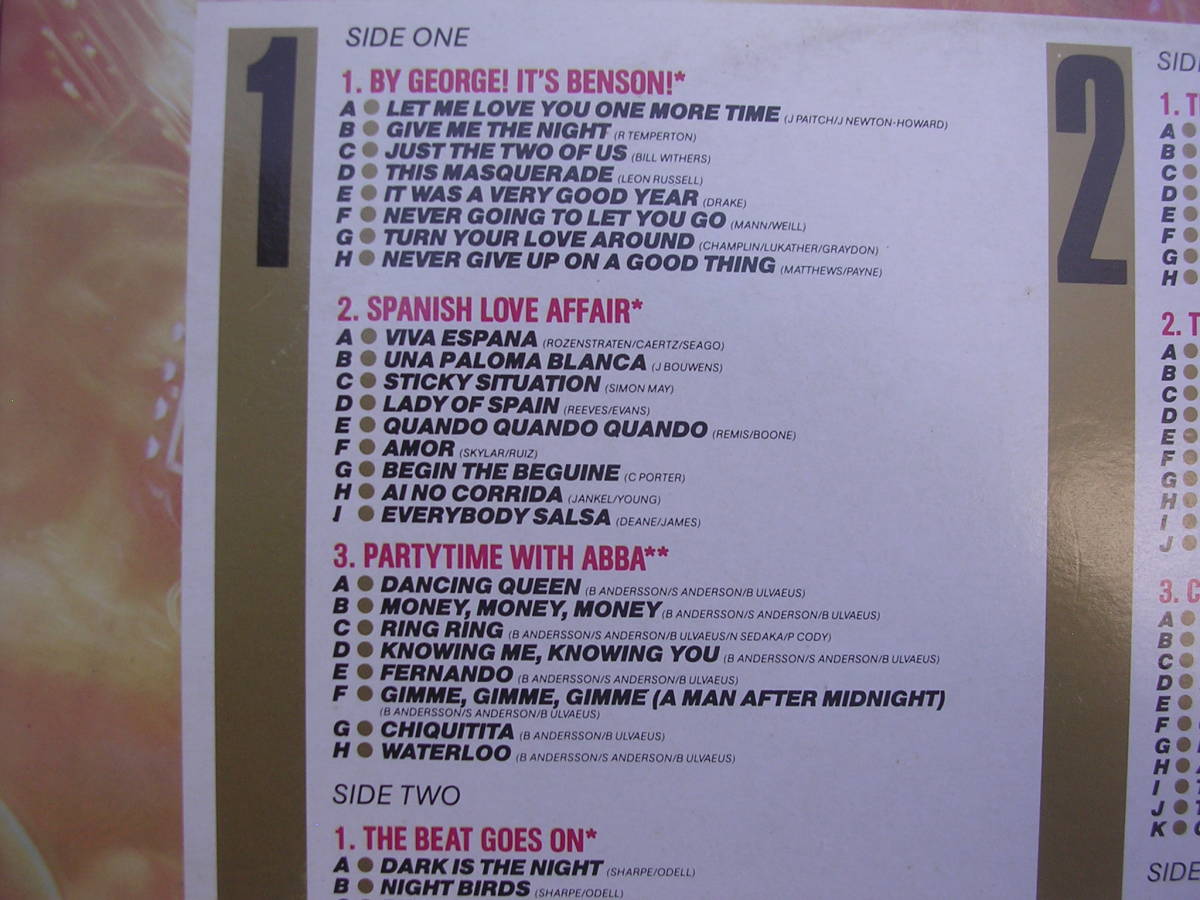 1
SIDE ONE
1. BY GEORGE! IT'S BENSON!*
A ● LET ME LOVE YOU ONE MORE TIME (J PAITCH/J NEWTON-HOWARD)
B ● GIVE ME THE NIGHT (R TEMPERTON)
C ● JUST THE TWO OF US (BILL WITHERS)
D ● THIS MASQUERADE (LEON RUSSELL)
E ● IT WAS A VERY GOOD YEAR (DRAKE)
F ● NEVER GOING TO LET YOU GO (MANN/WEILL)
G ● TURN YOUR LOVE AROUND (CHAMPLIN/LUKATHER/GRAYDON)
H ● NEVER GIVE UP ON A GOOD THING (MATTHEWS/PAYNE)
2. SPANISH LOVE AFFAIR*
A ● VIVA ESPANA (ROZENSTRATEN/CAERTZ/SEAGO)
B ● UNA PALOMA BLANCA (J BOUWENS)
C ● STICKY SITUATION (SIMON MAY)
D ● LADY OF SPAIN (REEVES/EVANS)
E ● QUANDO QUANDO QUANDO (REMIS/BOONE)
F ● AMOR (SKYLAR/RUIZ)
G ● BEGIN THE BEGUINE (C PORTER)
H ● AI NO CORRIDA (JANKEL/YOUNG)
I ● EVERYBODY SALSA (DEANE/JAMES)
3. PARTYTIME WITH ABBA**
A ● DANCING QUEEN (B ANDERSSON/S ANDERSON/B ULVAEUS)
B ● MONEY, MONEY, MONEY (B ANDERSSON/S ANDERSON/B ULVAEUS)
C ● RING RING (B ANDERSSON/S ANDERSON/B ULVAEUS/N SEDAKA/P CODY)
D ● KNOWING ME, KNOWING YOU (B ANDERSSON/S ANDERSON/B ULVAEUS)
E ● FERNANDO (B ANDERSSON/S ANDERSON/B ULVAEUS)
F ● GIMME, GIMME, GIMME (A MAN AFTER MIDNIGHT)
(B ANDERSSON/S ANDERSON/B ULVAEUS)
G ● CHIQUITITA (B ANDERSSON/B ULVAEUS)
H ● WATERLOO (B ANDERSSON/S ANDERSON/B ULVAEUS)
SIDE TWO
1. THE BEAT GOES ON*
A ● DARK IS THE NIGHT (SHARPE/ODELL)
B ● NIGHT BIRDS (SHARPE/ODELL)
2
1.
A ●
B ●
C ●
D ●
E ●
F ●
G ●
H ●
2.
A ●
B ●
C ●
D ●
E ●
F ●
G ●
H ●
I ●
J ●
3.
A ●
B ●
C ●
D ●
E ●
F ●
G ●
H ●
I ●
J ●
K ●
SIDE